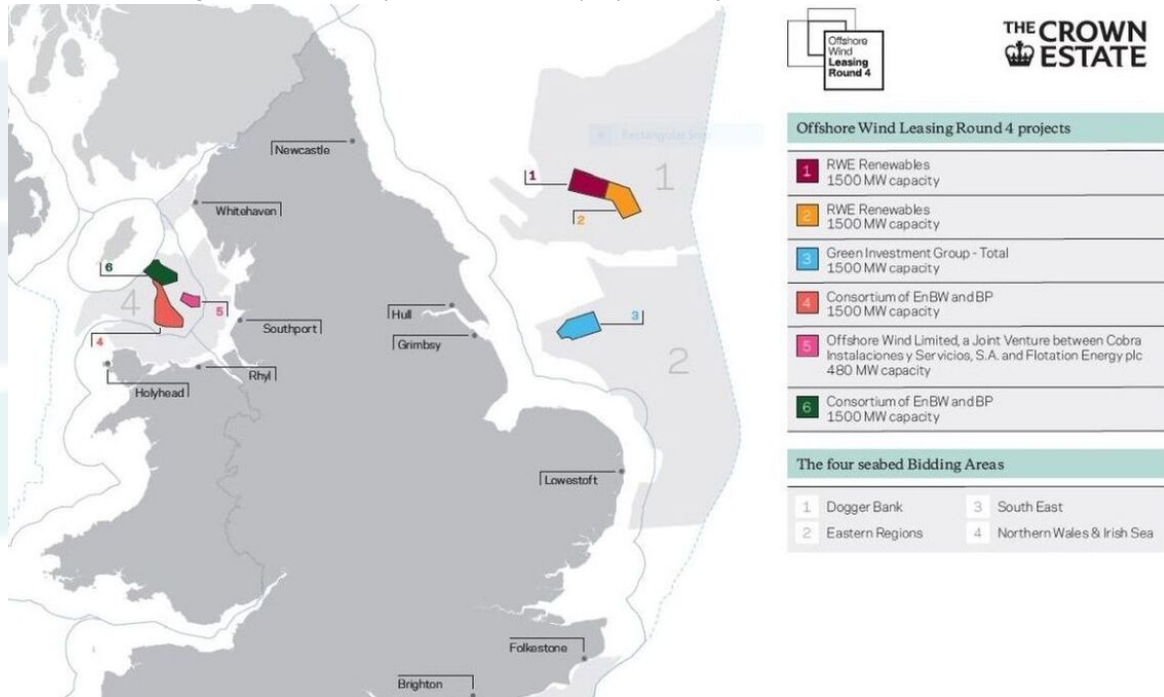 Offshore
Wind
Leasing
Round 4
THE CROWN
ESTATE
Newcastle
Whitehaven
Southport
Rhyl
Holyhead
Hull
Grimsby
Lowestoft
Folkestone
Brighton
1
2
3
4
5
6
1
2
4
Offshore Wind Leasing Round 4 projects
1 RWE Renewables
1500 MW capacity
2 RWE Renewables
1500 MW capacity
3 Green Investment Group - Total
1500 MW capacity
4 Consortium of EnBW and BP
1500 MW capacity
5 Offshore Wind Limited, a Joint Venture between Cobra
Instalaciones y Servicios, S.A. and Flotation Energy plc
480 MW capacity
6 Consortium of EnBW and BP
1500 MW capacity
The four seabed Bidding Areas
1 Dogger Bank
2 Eastern Regions
3 South East
4 Northern Wales & Irish Sea